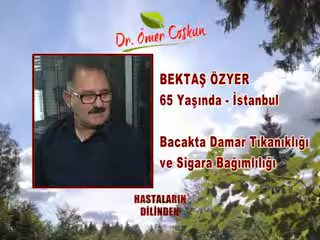 Dr. Ömer Coşkun
BEKTAŞ ÖZYER
65 Yaşında - İstanbul
Bacakta Damar Tıkanıklığı
ve Sigara Bağımlılığı
HASTALARIN
DİLİNDEN